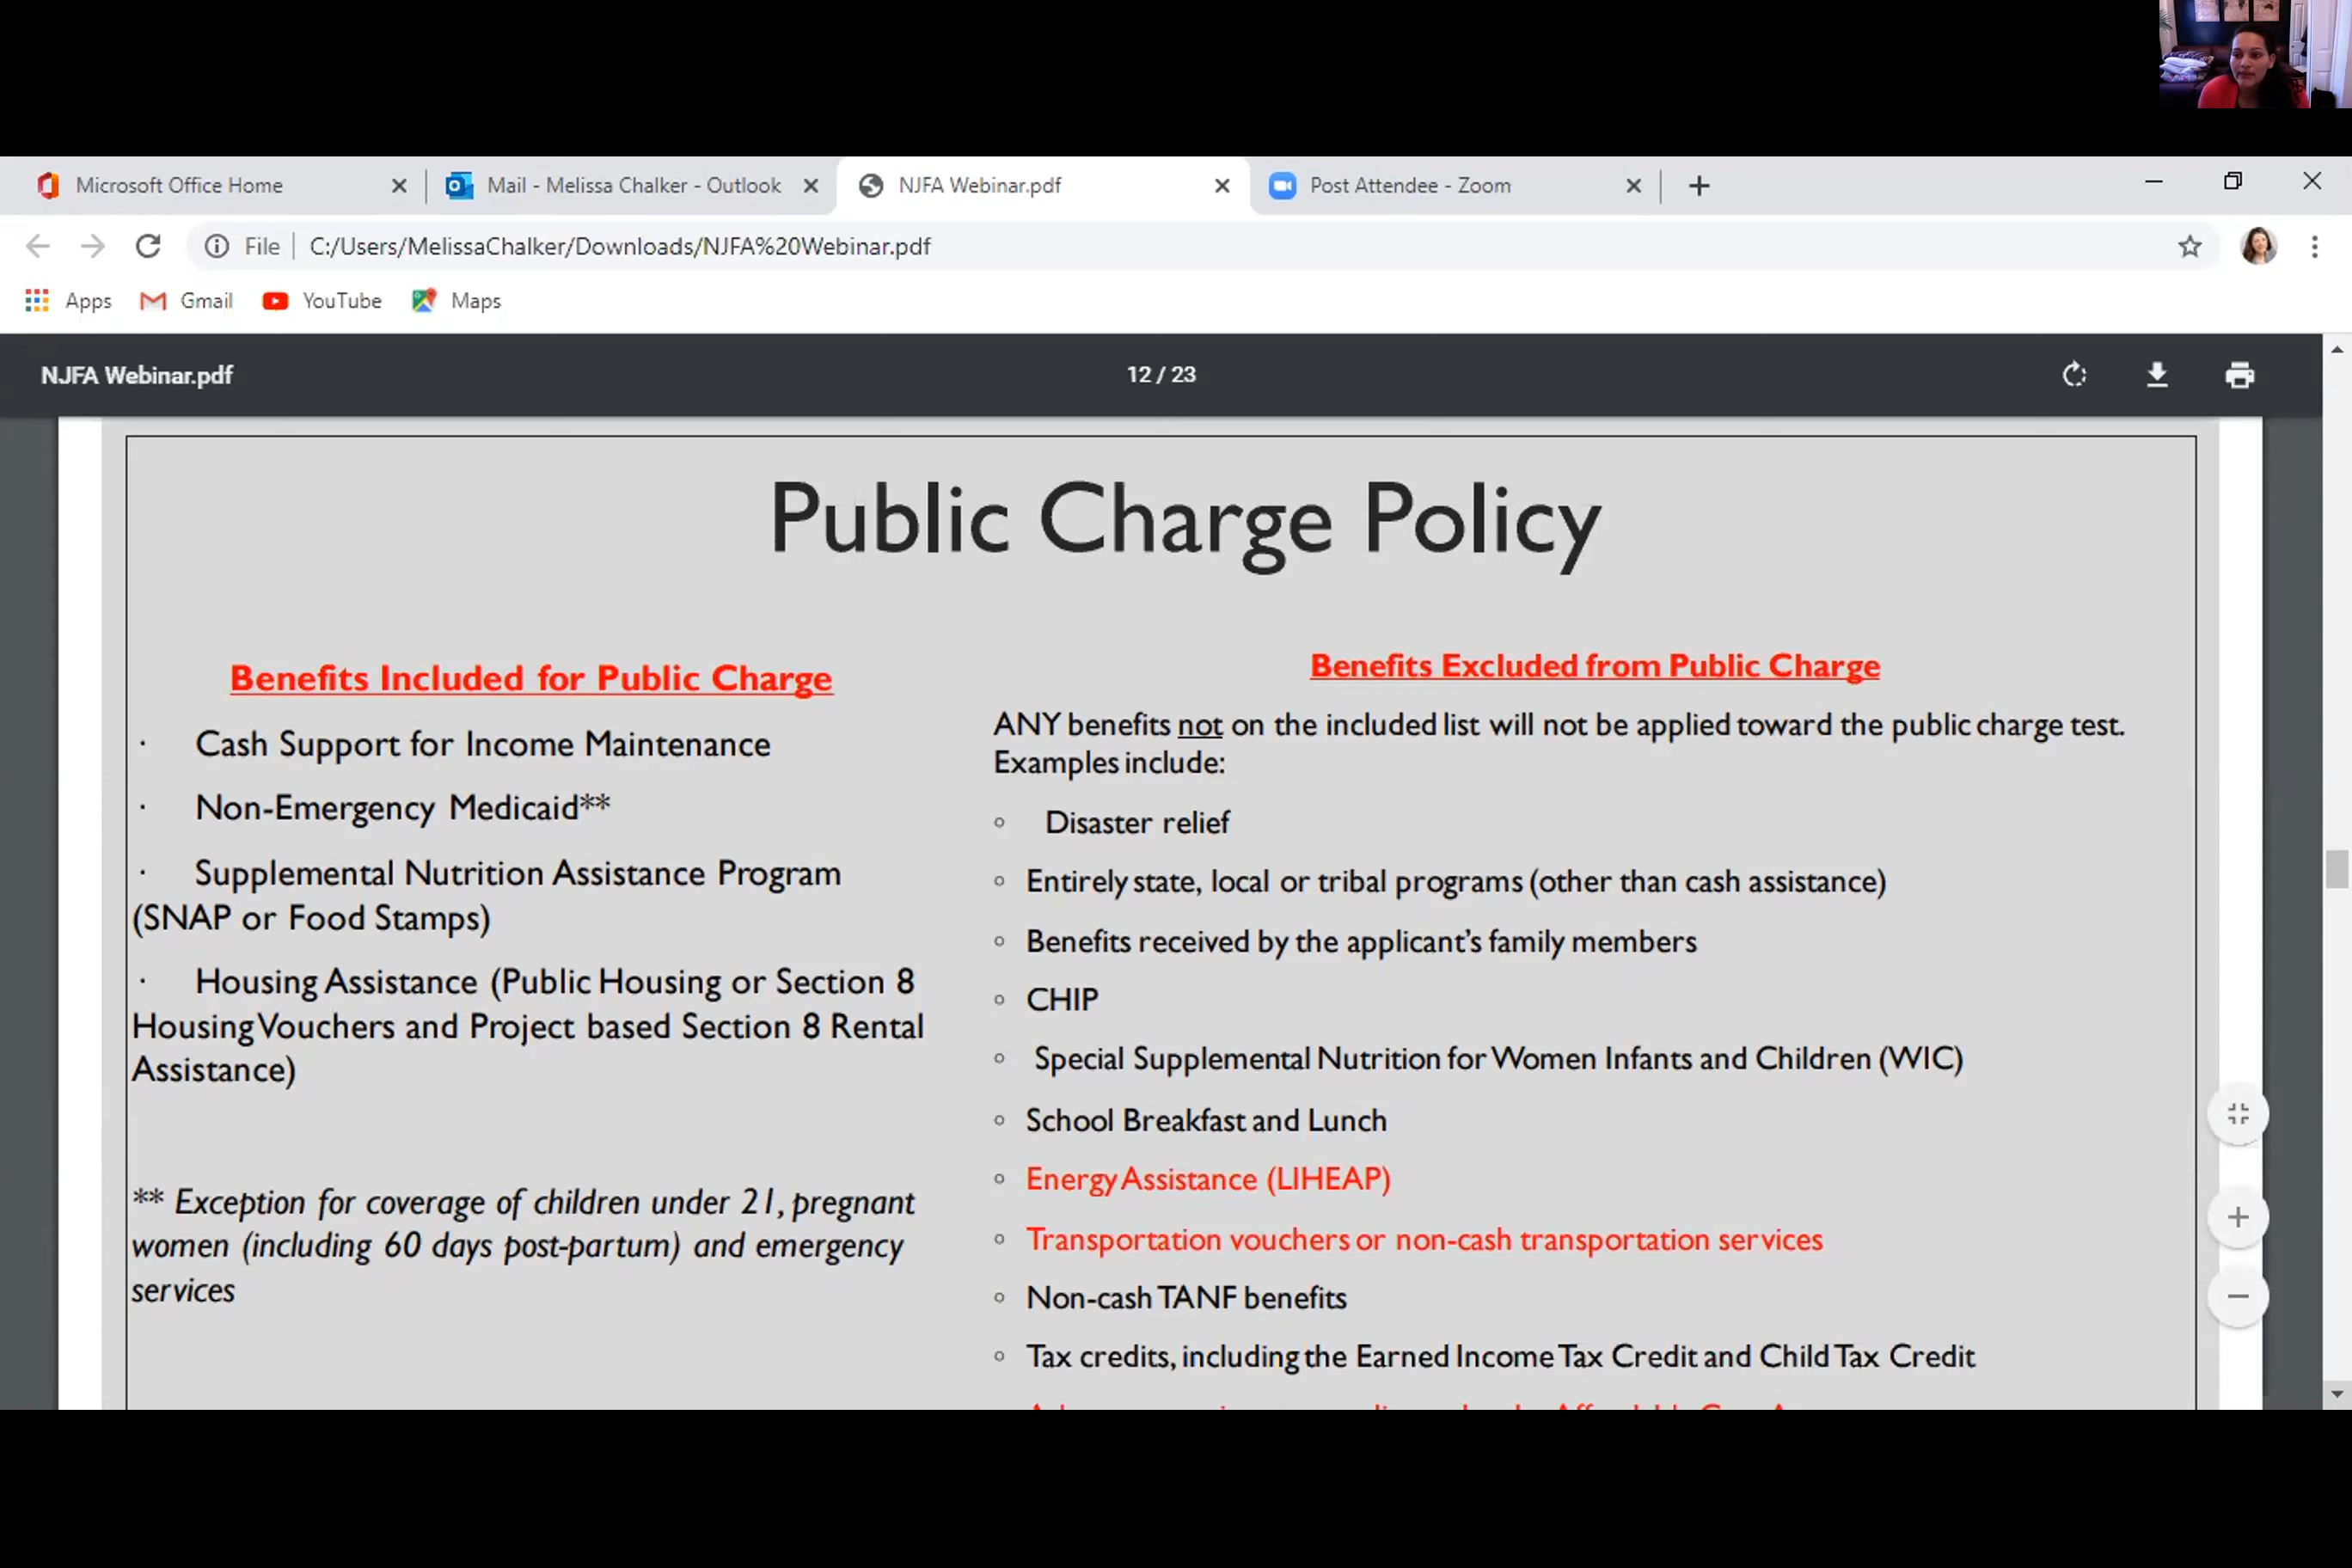 Microsoft Office Home
Mail - Melissa Chalker - Outlook
NJFA Webinar.pdf
Post Attendee - Zoom
File
C:/Users/MelissaChalker/Downloads/NJFA%20Webinar.pdf
Apps
Gmail
YouTube
Maps
NJFA Webinar.pdf
12 / 23
Public Charge Policy
Benefits Included for Public Charge
· Cash Support for Income Maintenance
· Non-Emergency Medicaid**
· Supplemental Nutrition Assistance Program
(SNAP or Food Stamps)
· Housing Assistance (Public Housing or Section 8
Housing Vouchers and Project based Section 8 Rental
Assistance)
** Exception for coverage of children under 21, pregnant
women (including 60 days post-partum) and emergency
services
Benefits Excluded from Public Charge
ANY benefits not on the included list will not be applied toward the public charge test.
Examples include:
○ Disaster relief
○ Entirely state, local or tribal programs (other than cash assistance)
○ Benefits received by the applicant's family members
○ CHIP
○ Special Supplemental Nutrition for Women Infants and Children (WIC)
○ School Breakfast and Lunch
○ Energy Assistance (LIHEAP)
○ Transportation vouchers or non-cash transportation services
○ Non-cash TANF benefits
○ Tax credits, including the Earned Income Tax Credit and Child Tax Credit